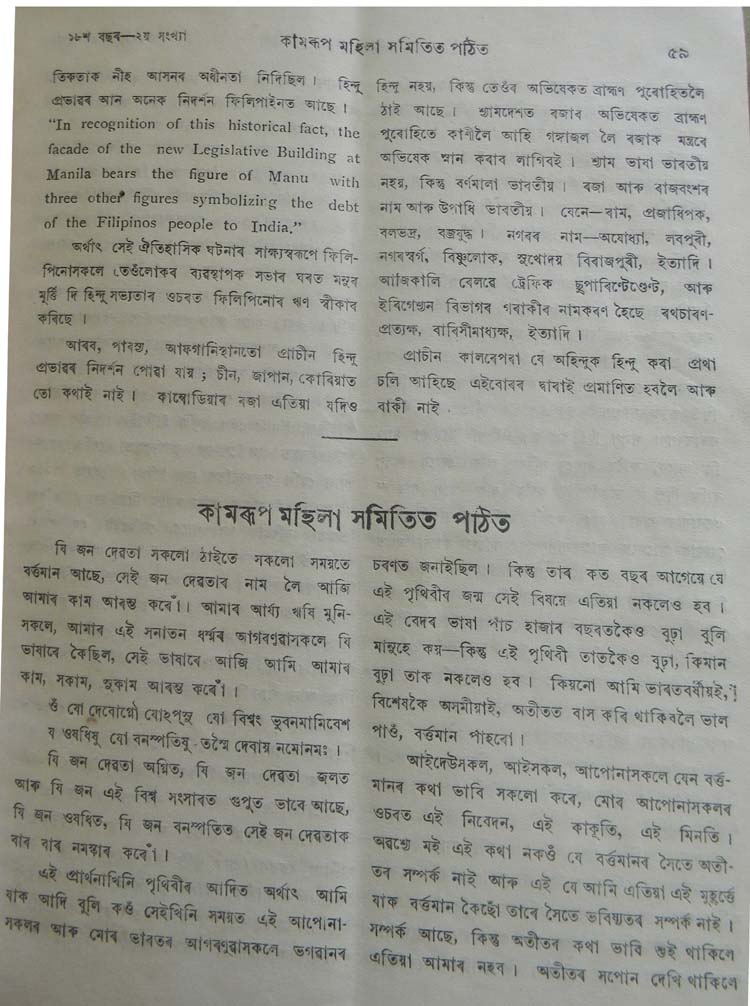 ১৮শ বছৰ—২য় সংখ্যা
কামৰূপ মহিলা সমিতিত পঠিত
৫৯
তিকতাক নীহ আসনৰ অধীনতা নিদিছিল। হিন্দু
প্ৰভাৱৰ আন অনেক নিদৰ্শন ফিলিপাইনত আছে।
“In recognition of this historical fact, the
facade of the new Legislative Building at
Manila bears the figure of Manu with
three other figures symbolizirg the debt
of the Filipinos people to India.”
অৰ্থাৎ সেই ঐতিহাসিক ঘটনাৰ সাক্ষ্যস্বৰূপে ফিলি-
পিনোসকলে তেওঁলোকৰ ব্যৱস্থাপক সভাৰ ঘৰত মনুৰ
মূৰ্ত্তি দি হিন্দু সভ্যতাৰ ওচৰত ফিলিপিনোৰ ঋণ স্বীকাৰ
কৰিছে।
আৰব, পাৰস্য, আফগানিস্থানতো প্ৰাচীন হিন্দু
প্ৰভাৱৰ নিদৰ্শন পোৱা যায়; চীন, জাপান, কোৰিয়াত
তো কথাই নাই। কাম্বোডিয়াৰ ৰজা এতিয়া যদিও
হিন্দু নহয়, কিন্তু তেওঁৰ অভিষেকত ব্ৰাহ্মণ পুৰোহিতলৈ
ঠাই আছে। শ্যামদেশত ৰজাৰ অভিষেকত ব্ৰাহ্মণ
পুৰোহিতে কাশীলৈ আহি গঙ্গাজল লৈ ৰজাক মন্ত্ৰৰে
অভিষেক স্নান কৰাব লাগিবই। শ্যাম ভাষা ভাৰতীয়
নহয়, কিন্তু বৰ্ণমালা ভাৰতীয়। ৰজা আৰু ৰাজবংশৰ
নাম আৰু উপাধি ভাৰতীয়। যেনে—ৰাম, প্ৰজাধিপক,
বলভদ্ৰ, বজ্ৰযুদ্ধ। নগৰৰ নাম—অযোধ্যা, লবপুৰী,
নগৰস্বৰ্গ, বিষ্ণুলোক, সুখোদয় বিৰাজপুৰী, ইত্যাদি।
আজিকালি ৰেলৱে ট্ৰেফিক ছুপাৰিন্টেণ্ডেণ্ট, আৰু
ইৰিগেশ্যন বিভাগৰ গৰাকীৰ নামকৰণ হৈছে ৰথচাৰণ-
প্ৰত্যক্ষ, বাৰিসীমাধ্যক্ষ, ইত্যাদি।
প্ৰাচীন কালৰেপৰা যে অহিন্দুক হিন্দু কৰা প্ৰথা
চলি আহিছে এইবোৰৰ দ্বাৰাই প্ৰমাণিত হবলৈ আৰু
বাকী নাই.
কামৰূপ মহিলা সমিতিত পঠিত
যি জন দেৱতা সকলো ঠাইতে সকলো সময়তে
বৰ্ত্তমান আছে, সেই জন দেৱতাৰ নাম লৈ আজি
আমাৰ কাম আৰম্ভ কৰোঁ। আমাৰ আৰ্য্য ঋষি মুনি-
সকলে, আমাৰ এই সনাতন ধৰ্ম্মৰ আগৰণুৱাসকলে যি
ভাষাৰে কৈছিল, সেই ভাষাৰে আজি আমি আমাৰ
কাম, সকাম, সুকাম আৰম্ভ কৰোঁ।
ওঁ যো দেবোগ্নৌ যোহপ্সু যো বিশ্বং ভুবনমাবিবেশ
য ওষধিষু যো বনস্পতিষু তস্মৈ দেবায় নমোনমঃ।
যি জন দেৱতা অগ্নিত, যি জন দেৱতা জলত
আৰু যি জন এই বিশ্ব সংসাৰত গুপুত ভাবে আছে,
যি জন ওষধিত, যি জন বনস্পতিত সেই জন দেৱতাক
বাৰ বাৰ নমস্কাৰ কৰোঁ।
এই প্ৰাৰ্থনাখিনি পৃথিবীৰ আদিত অৰ্থাৎ আমি
যাক আদি বুলি কওঁ সেইখিনি সময়ত এই আপোনা-
সকলৰ আৰু মোৰ ভাৰতৰ আগৰণুৱাসকলে ভগৱানৰ
চৰণত জনাইছিল। কিন্তু তাৰ কত বছৰ আগেয়ে যে
এই পৃথিবীৰ জন্ম সেই বিষয়ে এতিয়া নকলেও হব।
এই বেদৰ ভাষা পাঁচ হাজাৰ বছৰতকৈও বুঢ়া বুলি
মানুহে কয়—কিন্তু এই পৃথিবী তাতকৈও বুঢ়া, কিমান
বুঢ়া তাক নকলেও হব। কিয়নো আমি ভাৰতবৰ্ষীয়ই,
বিশেষকৈ অসমীয়াই, অতীতত বাস কৰি থাকিবলৈ ভাল
পাওঁ, বৰ্ত্তমান পাহৰো।
আইদেউসকল, আইসকল, আপোনাসকলে যেন বৰ্ত্ত-
মানৰ কথা ভাবি সকলো কৰে, মোৰ আপোনাসকলৰ
ওচৰত এই নিবেদন, এই কাকূতি, এই মিনতি।
অৱশ্যে মই এই কথা নকওঁ যে বৰ্ত্তমানৰ সৈতে অতী-
তৰ সম্পৰ্ক নাই আৰু এই যে আমি এতিয়া এই মুহূৰ্ত্তে
যাক বৰ্ত্তমান কৈছোঁ তাৰে সৈতে ভবিষ্যতৰ সম্পৰ্ক নাই।
সম্পৰ্ক আছে, কিন্তু অতীতৰ কথা ভাবি শুই থাকিলে
এতিয়া আমাৰ নহব। অতীতৰ সপোন দেখি থাকিলে